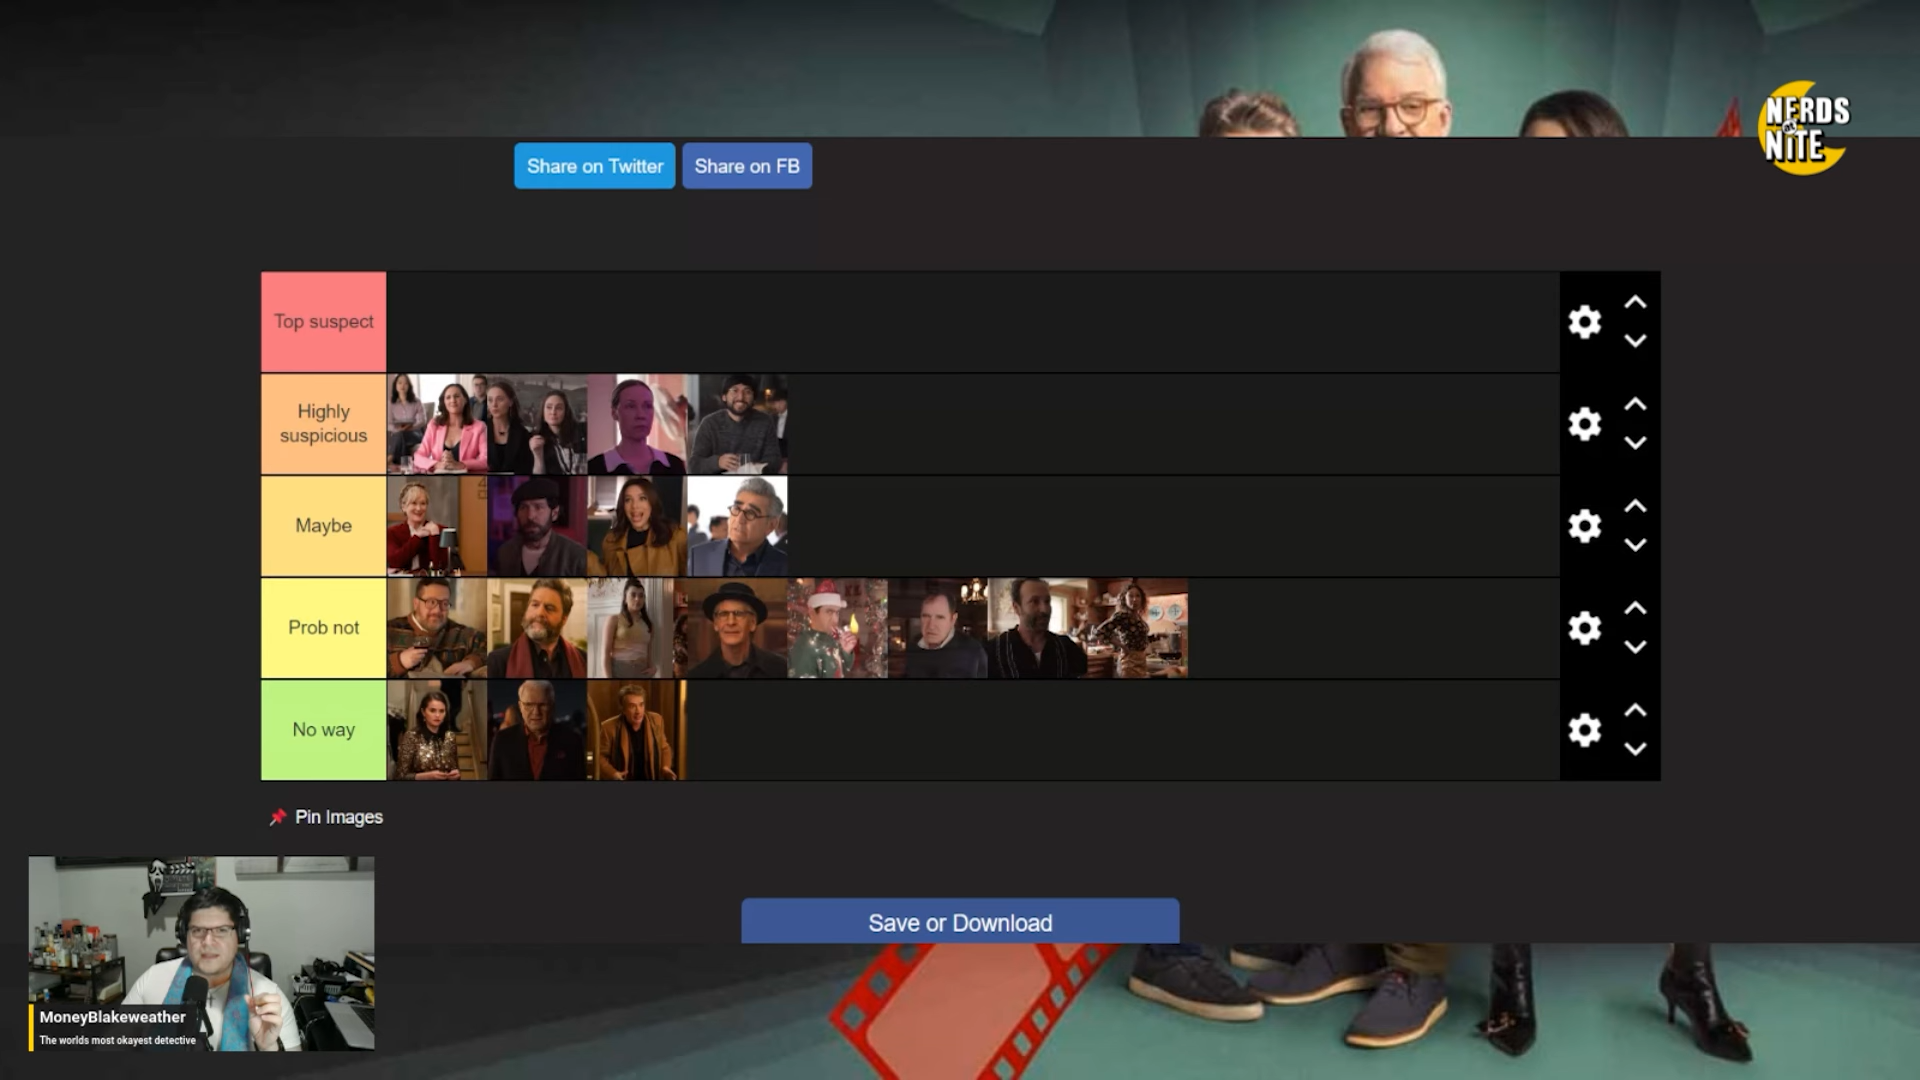 NERDS
at
NITE
Share on Twitter
Share on FB
Top suspect
Highly
suspicious
Maybe
Prob not
No way
Pin Images
Save or Download
MoneyBlakeweather
The worlds most okayest detective